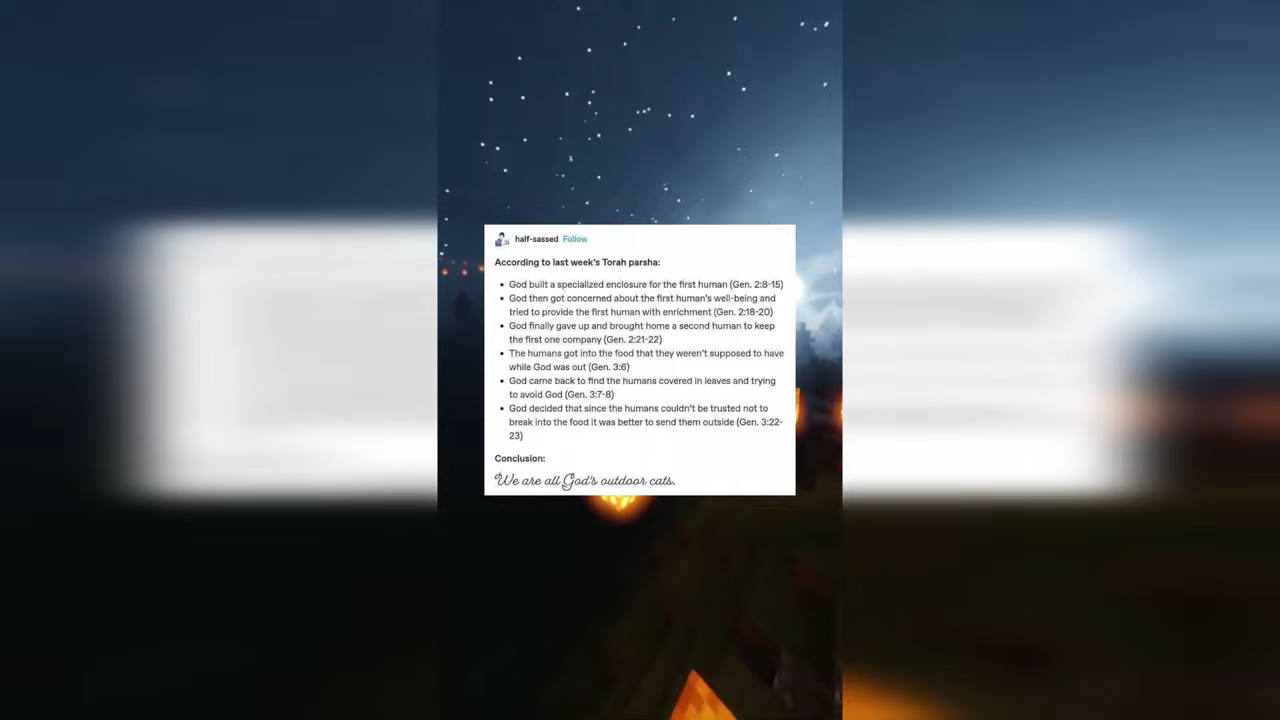 half-sassed Follow
According to last week's Torah parsha:
• God built a specialized enclosure for the first human (Gen. 2:8-15)
• God then got concerned about the first human's well-being and
tried to provide the first human with enrichment (Gen. 2:18-20)
• God finally gave up and brought home a second human to keep
the first one company (Gen. 2:21-22)
• The humans got into the food that they weren't supposed to have
while God was out (Gen. 3:6)
• God came back to find the humans covered in leaves and trying
to avoid God (Gen. 3:7-8)
• God decided that since the humans couldn't be trusted not to
break into the food it was better to send them outside (Gen. 3:22-
23)
Conclusion:
We are all God's outdoor cats.